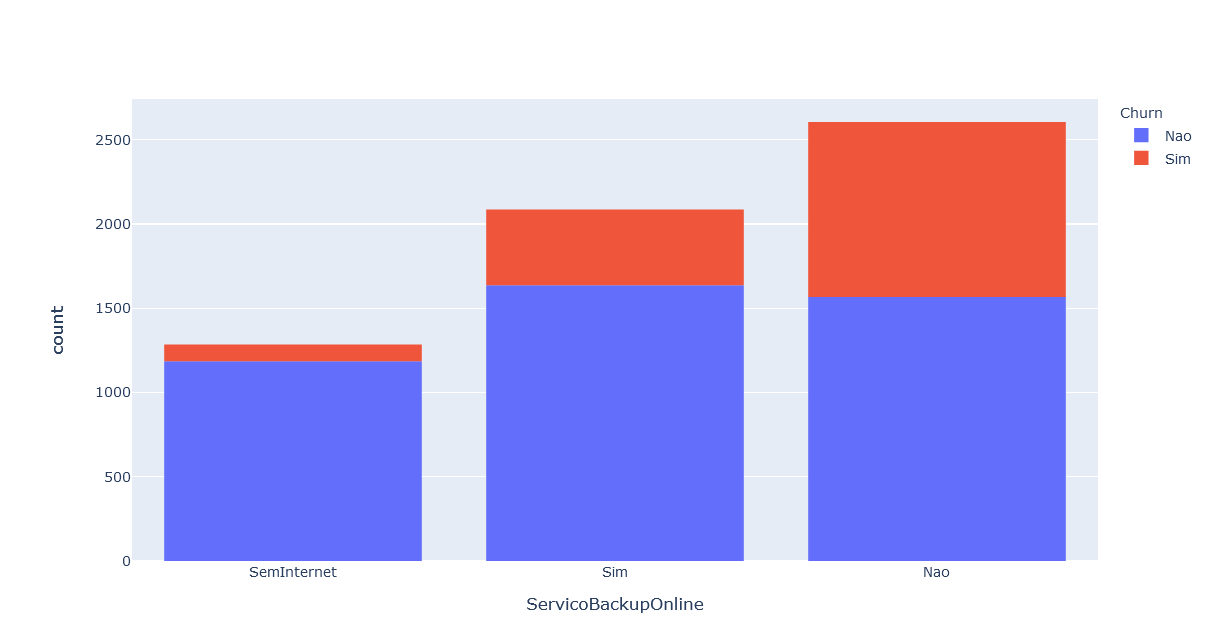 Churn
Nao
Sim
2500
2000
1500
1000
500
0
count
SemInternet
Sim
Nao
ServicoBackupOnline